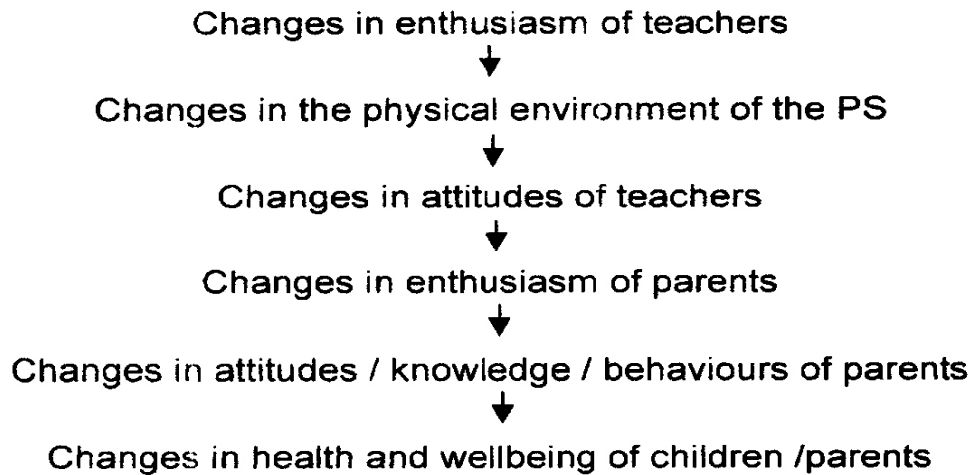 Changes in enthusiasm of teachers
Changes in the physical environment of the PS
Changes in attitudes of teachers
Changes in enthusiasm of parents
Changes in attitudes / knowledge / behaviours of parents
Changes in health and wellbeing of children /parents